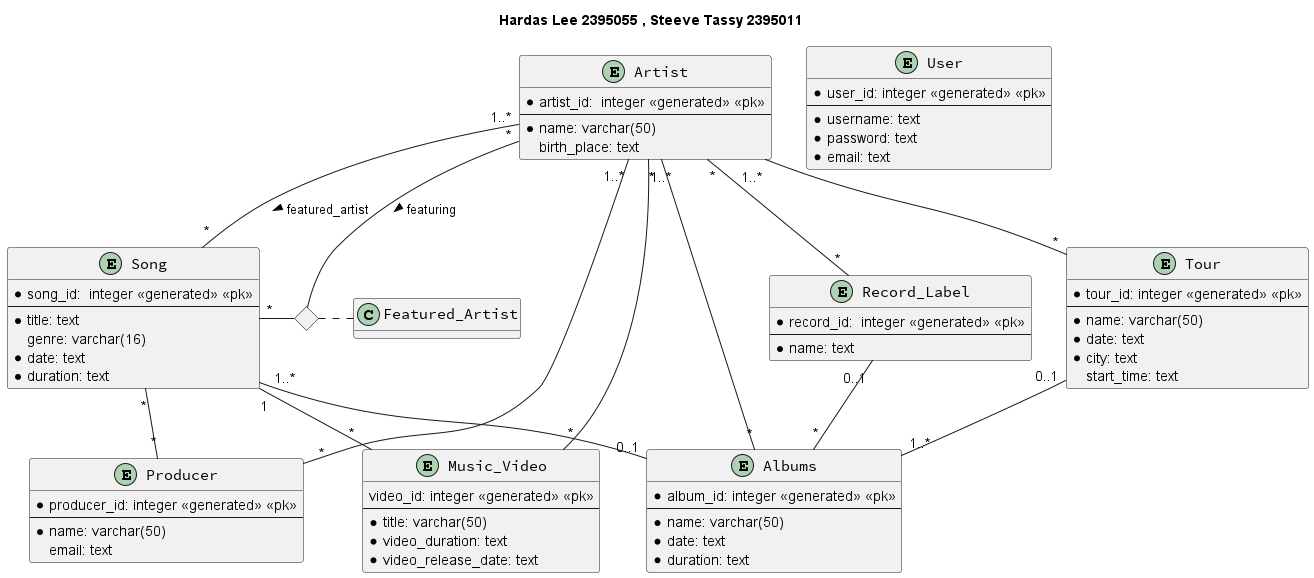 Hardas Lee 2395055 , Steeve Tassy 2395011
E Artist
artist_id:  integer «generated» «pk»
name: varchar(50)
birth_place: text
E User
user_id: integer «generated» «pk»
username: text
password: text
email: text
1..*
*
1..*
*
1..*
*
1..*
featured_artist
featuring
*
*
*
E Song
song_id:  integer «generated» «pk»
title: text
genre: varchar(16)
date: text
duration: text
*
C Featured_Artist
E Record_Label
record_id:  integer «generated» «pk»
name: text
E Tour
tour_id: integer «generated» «pk»
name: varchar(50)
date: text
city: text
start_time: text
1..*
0..1
0..1
*
1
*
*
*
*
*
*
0..1
1..*
E Producer
producer_id: integer «generated» «pk»
name: varchar(50)
email: text
E Music_Video
video_id: integer «generated» «pk»
title: varchar(50)
video_duration: text
video_release_date: text
E Albums
album_id: integer «generated» «pk»
name: varchar(50)
date: text
duration: text